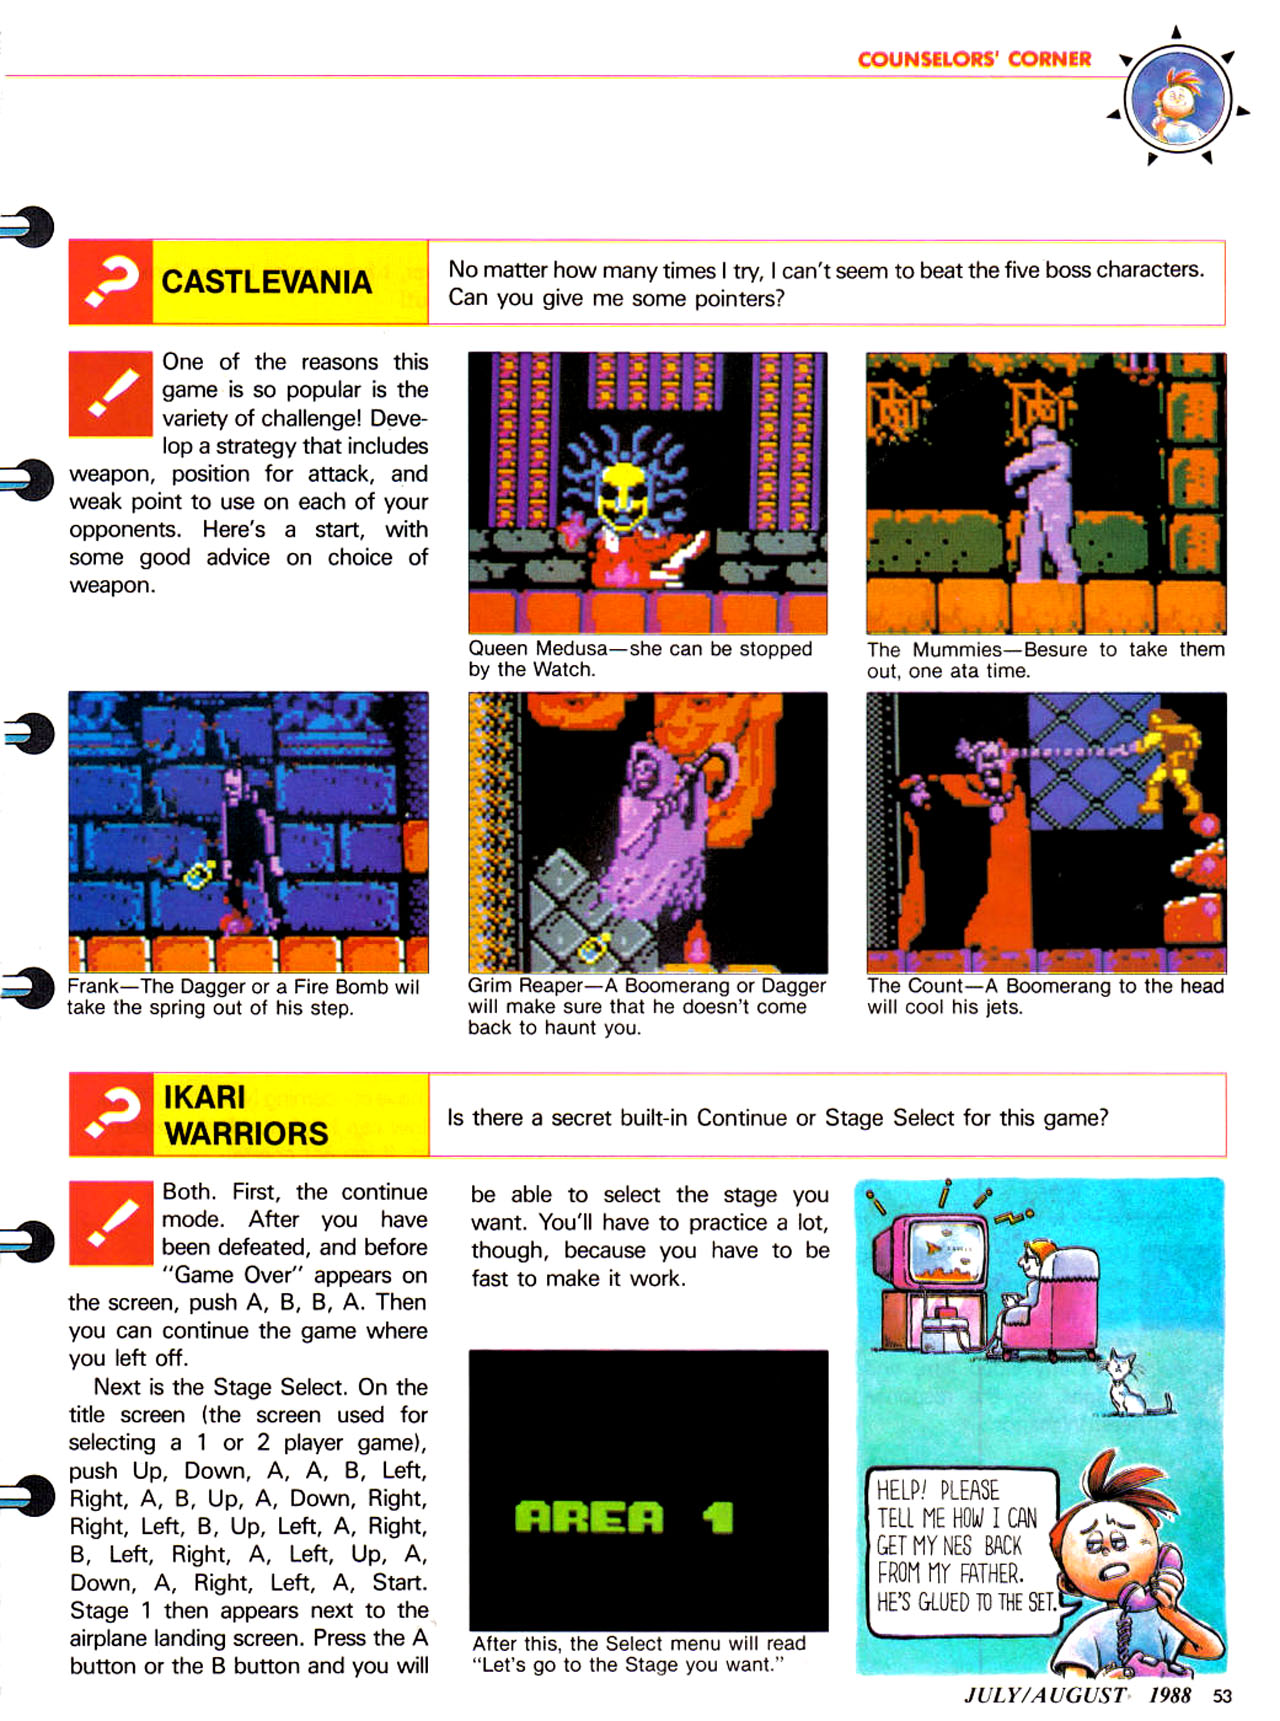 COUNSELORS' CORNER
CASTLEVANIA
No matter how many times I try, I can't seem to beat the five boss characters.
Can you give me some pointers?
One of the reasons this
game is so popular is the
variety of challenge! Deve-
lop a strategy that includes
weapon, position for attack, and
weak point to use on each of your
opponents. Here's a start, with
some good advice on choice of
weapon.
Queen Medusa—she can be stopped
by the Watch.
The Mummies—Besure to take them
out, one ata time.
Frank—The Dagger or a Fire Bomb wil
take the spring out of his step.
Grim Reaper—A Boomerang or Dagger
will make sure that he doesn't come
back to haunt you.
The Count—A Boomerang to the head
will cool his jets.
IKARI
WARRIORS
Is there a secret built-in Continue or Stage Select for this game?
Both. First, the continue
mode. After you have
been defeated, and before
"Game Over" appears on
the screen, push A, B, B, A. Then
you can continue the game where
you left off.
Next is the Stage Select. On the
title screen (the screen used for
selecting a 1 or 2 player game),
push Up, Down, A, A, B, Left,
Right, A, B, Up, A, Down, Right,
Right, Left, B, Up, Left, A, Right,
B, Left, Right, A, Left, Up, A,
Down, A, Right, Left, A, Start.
Stage 1 then appears next to the
airplane landing screen. Press the A
button or the B button and you will
be able to select the stage you
want. You'll have to practice a lot,
though, because you have to be
fast to make it work.
AREA 1
After this, the Select menu will read
"Let's go to the Stage you want."
HELP! PLEASE
TELL ME HOW I CAN
GET MY NES BACK
FROM MY FATHER.
HE'S GLUED TO THE SET.
JULY/AUGUST 1988 53